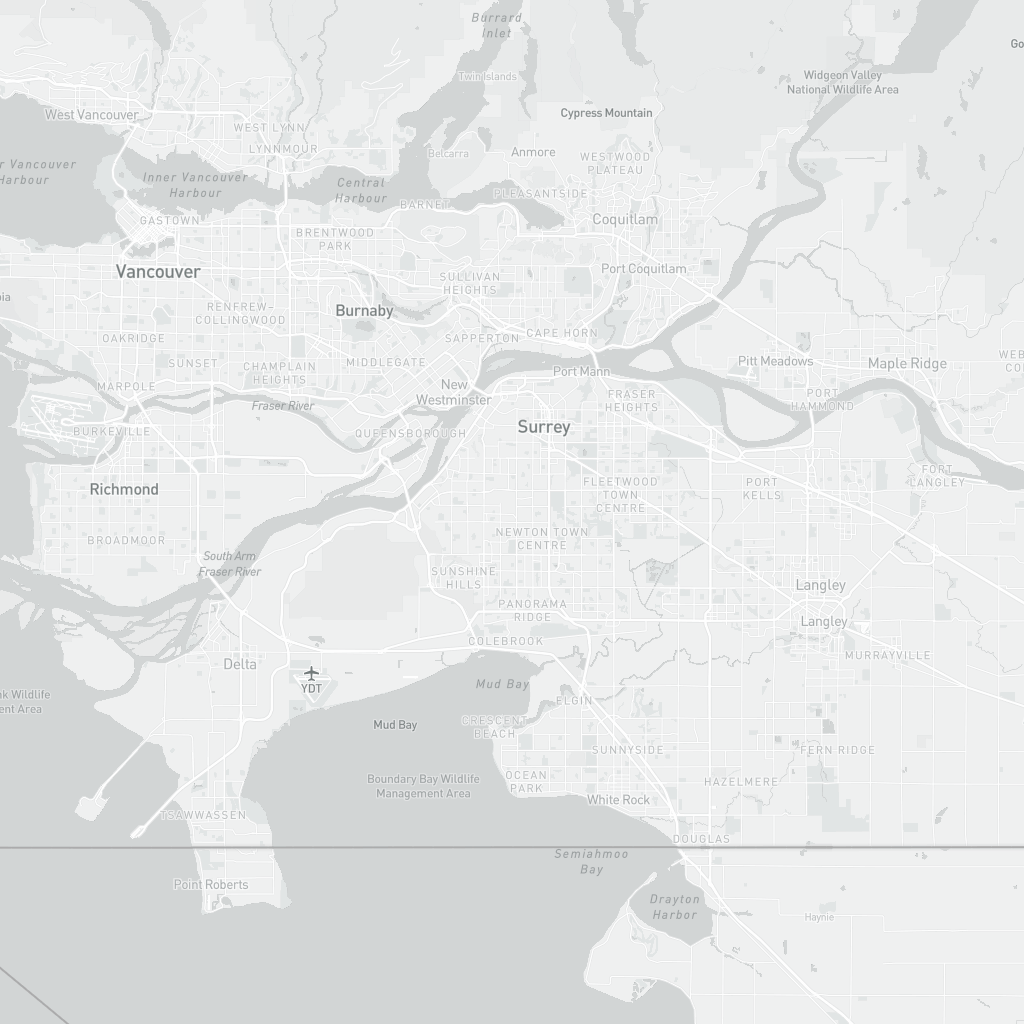 Burrard
Inlet
Go
Twin Islands
Widgeon Valley
National Wildlife Area
West Vancouver
Cypress Mountain
WEST LYNN
LYNNMOUR
Belcarra
Anmore
WESTWOOD
PLATEAU
r Vancouver
Harbour
Inner Vancouver
Harbour
Central
Harbour
BARNET
PLEASANTSIDE
GASTOWN
Coquitlam
BRENTWOOD
PARK
Vancouver
SULLIVAN
HEIGHTS
Port Coquitlam
bia
RENFREW-
COLLINGWOOD
Burnaby
OAKRIDGE
SAPPERTON
CAPE HORN
SUNSET
CHAMPLAIN
HEIGHTS
MIDDLEGATE
Port Mann
Pitt Meadows
Maple Ridge
WEB
CO
MARPOLE
New
Westminster
FRASER
HEIGHTS
PORT
HAMMOND
Fraser River
BURKEVILLE
QUEENSBOROUGH
Surrey
Richmond
FLEETWOOD
TOWN
CENTRE
PORT
KELLS
FORT
LANGLEY
BROADMOOR
NEWTON TOWN
CENTRE
South Arm
Fraser River
SUNSHINE
HILLS
Langley
PANORAMA
RIDGE
Langley
COLEBROOK
MURRAYVILLE
Delta
YDT
Mud Bay
nk Wildlife
ent Area
ELGIN
Mud Bay
CRESCENT
BEACH
SUNNYSIDE
FERN RIDGE
Boundary Bay Wildlife
Management Area
OCEAN
PARK
HAZELMERE
White Rock
TSAWWASSEN
DOUGLAS
Semiahmoo
Bay
Point Roberts
Drayton
Harbor
Haynie